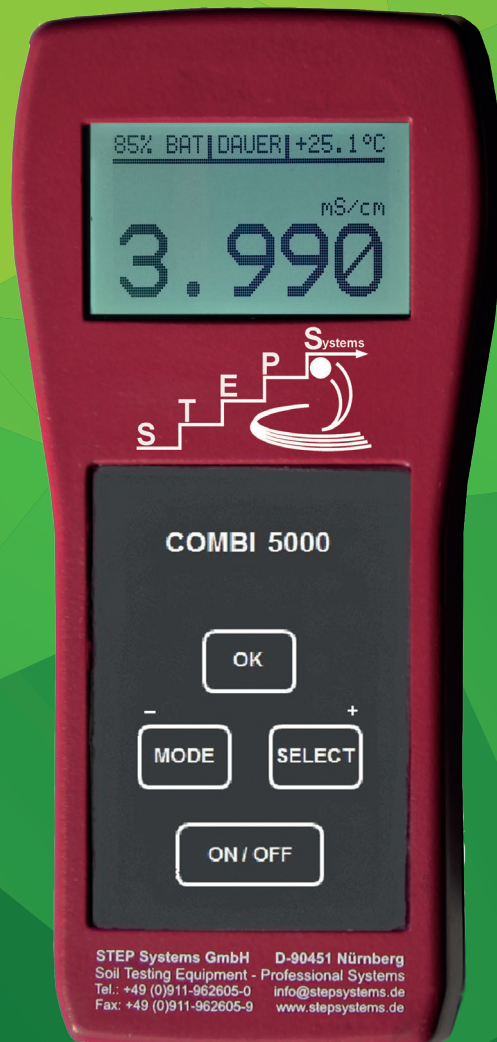 85% BAT|DAUER|+25.1ºC
mS/cm
3.990
STEP Systems
COMBI 5000
OK
- +
MODE SELECT
ON / OFF
STEP Systems GmbH D-90451 Nürnberg
Soil Testing Equipment - Professional Systems
Tel.: +49 (0)911-962605-0 info@stepsystems.de
Fax: +49 (0)911-962605-9 www.stepsystems.de